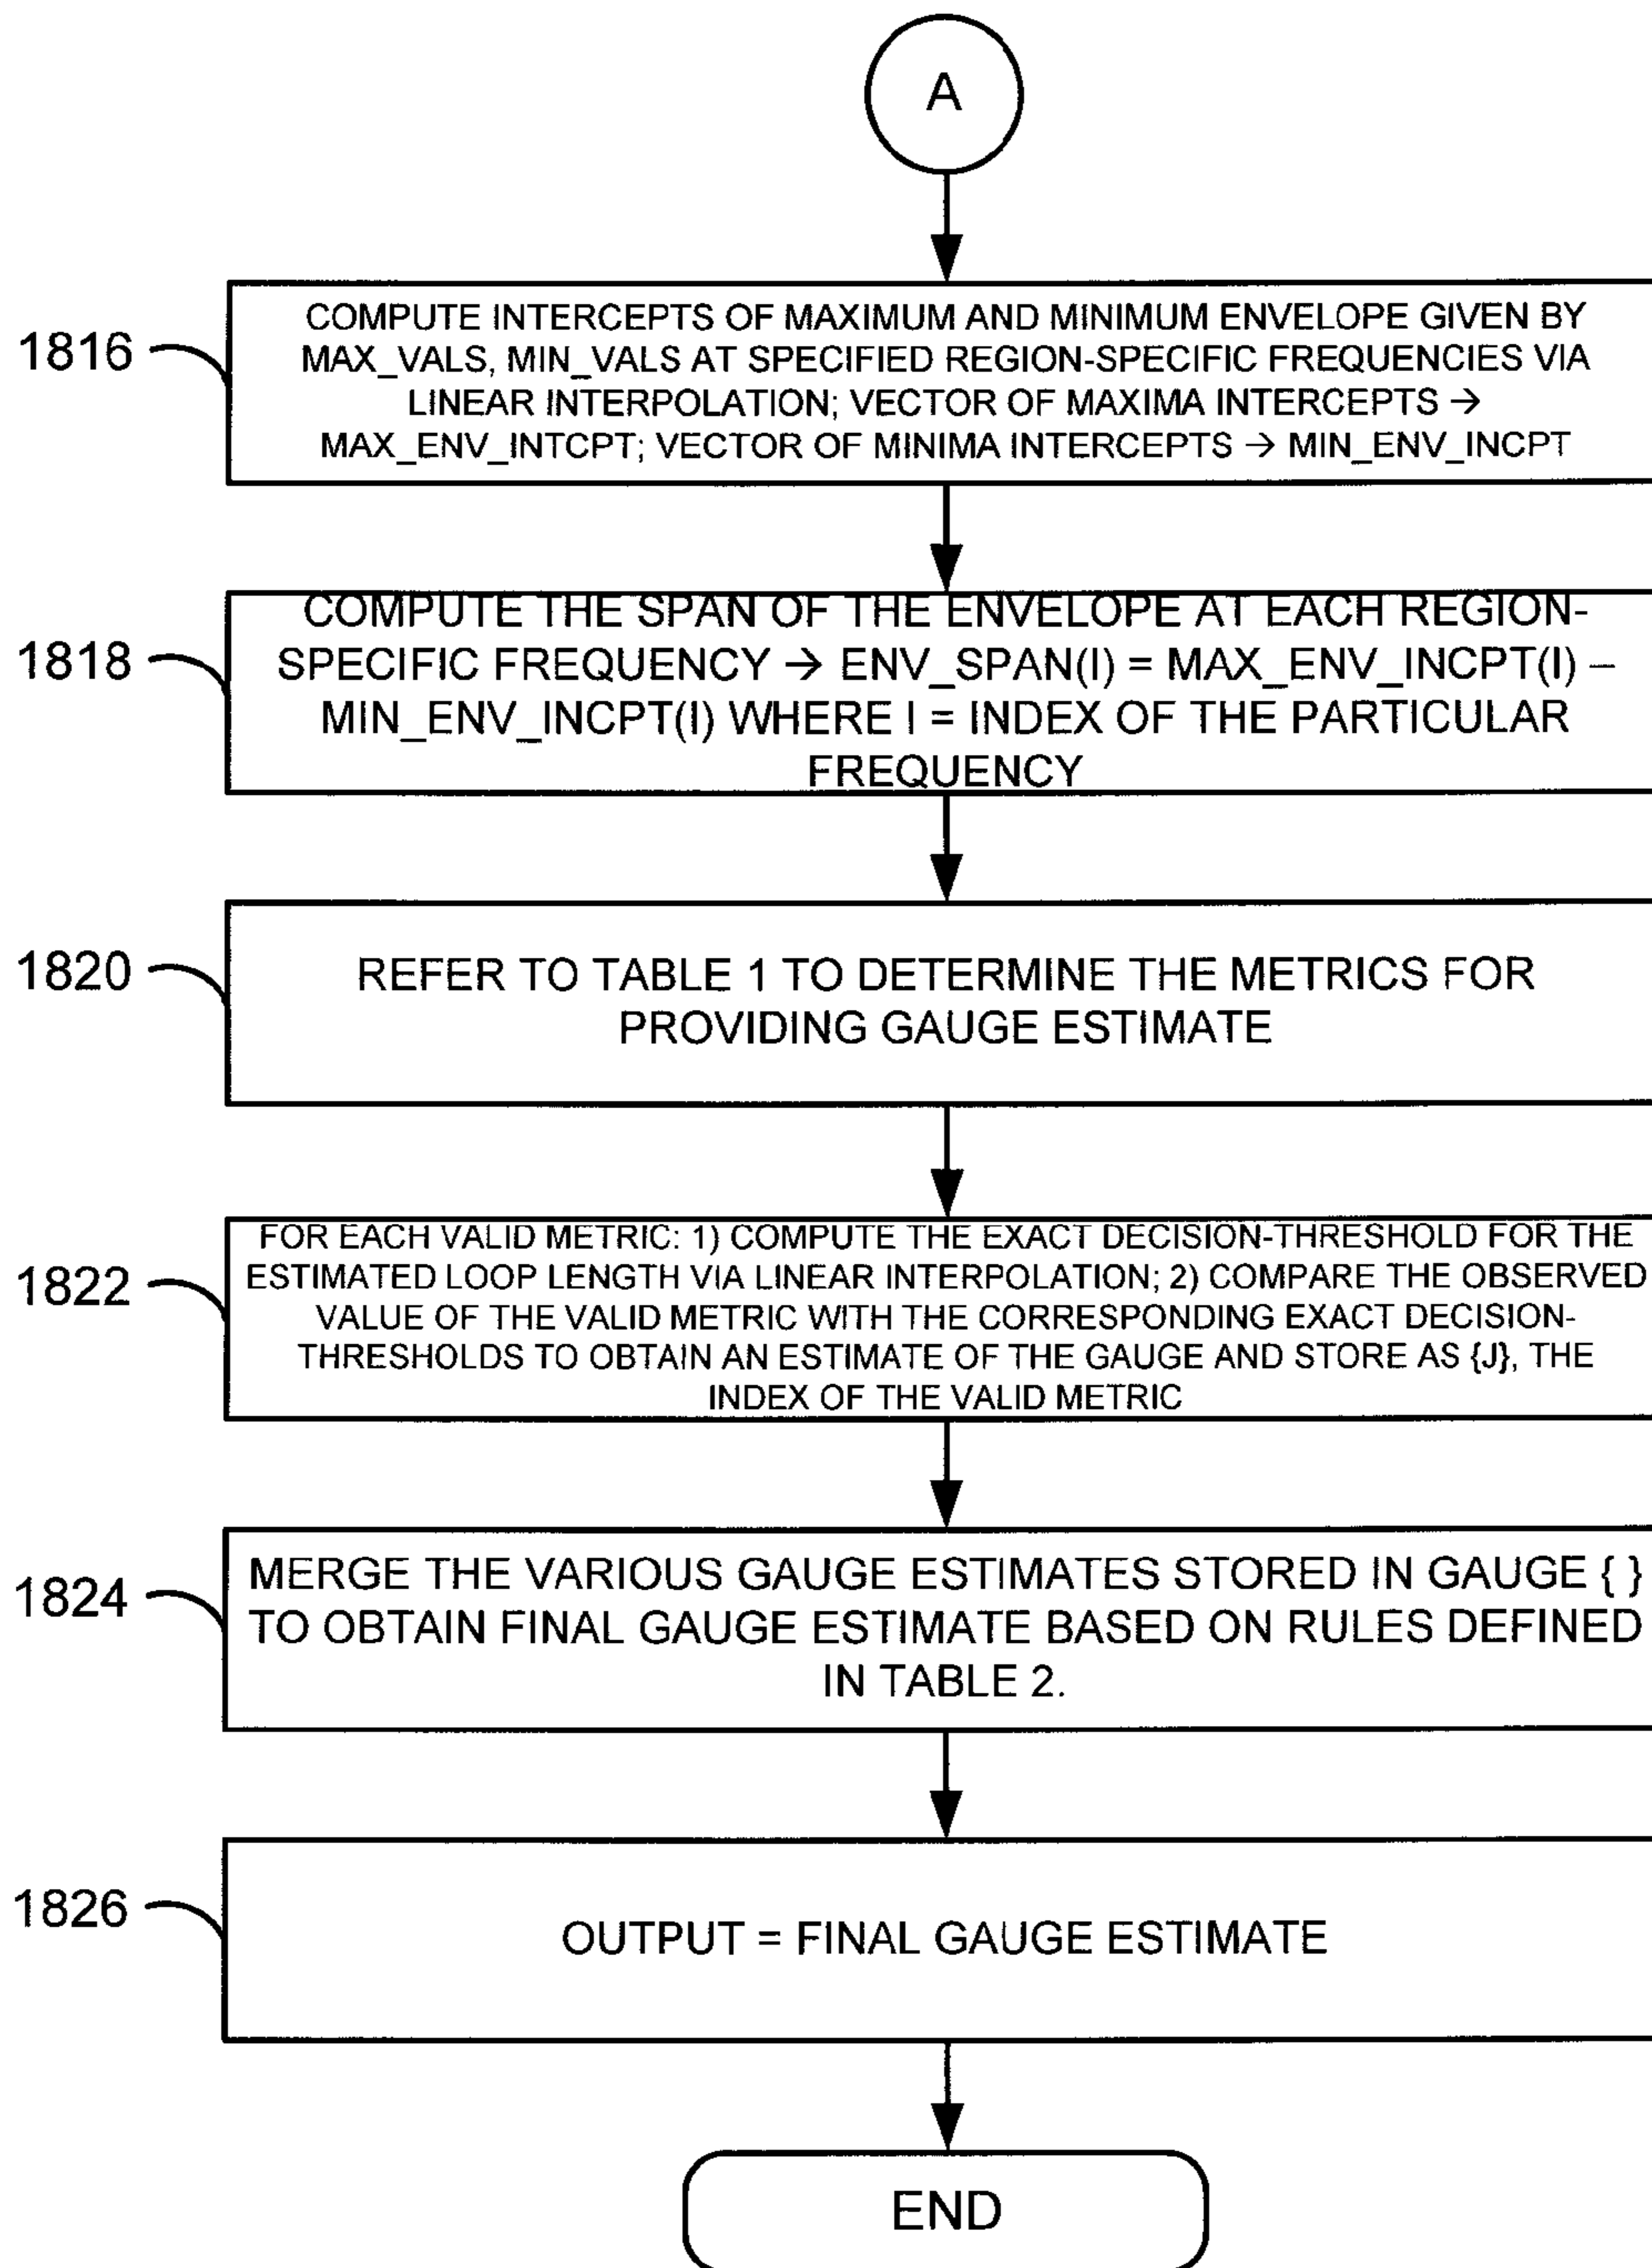 A
1816
COMPUTE INTERCEPTS OF MAXIMUM AND MINIMUM ENVELOPE GIVEN BY
MAX_VALS, MIN_VALS AT SPECIFIED REGION-SPECIFIC FREQUENCIES VIA
LINEAR INTERPOLATION; VECTOR OF MAXIMA INTERCEPTS →
MAX_ENV_INTCPT; VECTOR OF MINIMA INTERCEPTS → MIN_ENV_INCPT
1818
COMPUTE THE SPAN OF THE ENVELOPE AT EACH REGION-
SPECIFIC FREQUENCY → ENV_SPAN(I) = MAX_ENV_INCPT(I) –
MIN_ENV_INCPT(I) WHERE I = INDEX OF THE PARTICULAR
FREQUENCY
1820
REFER TO TABLE 1 TO DETERMINE THE METRICS FOR
PROVIDING GAUGE ESTIMATE
1822
FOR EACH VALID METRIC: 1) COMPUTE THE EXACT DECISION-THRESHOLD FOR THE
ESTIMATED LOOP LENGTH VIA LINEAR INTERPOLATION; 2) COMPARE THE OBSERVED
VALUE OF THE VALID METRIC WITH THE CORRESPONDING EXACT DECISION-
THRESHOLDS TO OBTAIN AN ESTIMATE OF THE GAUGE AND STORE AS {J}, THE
INDEX OF THE VALID METRIC
1824
MERGE THE VARIOUS GAUGE ESTIMATES STORED IN GAUGE { }
TO OBTAIN FINAL GAUGE ESTIMATE BASED ON RULES DEFINED
IN TABLE 2.
1826
OUTPUT = FINAL GAUGE ESTIMATE
END